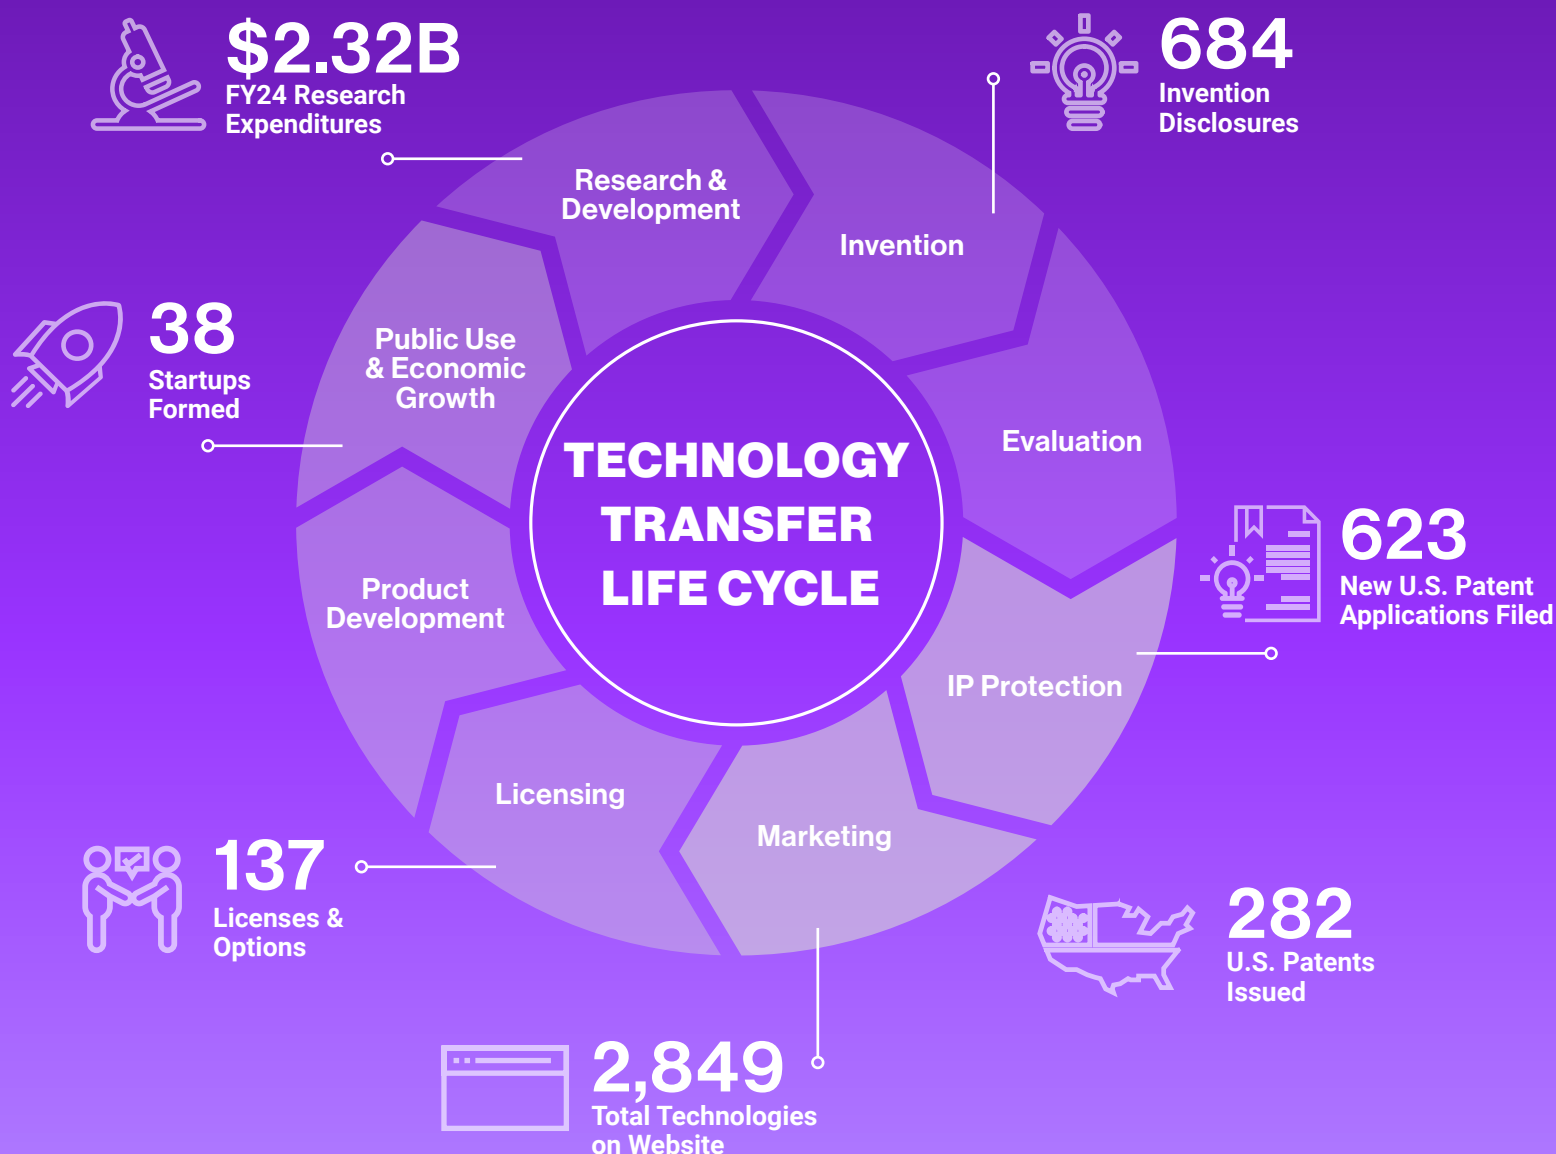 $2.32B
FY24 Research
Expenditures
684
Invention
Disclosures
Research &
Development
Invention
38
Startups
Formed
Public Use
& Economic
Growth
Evaluation
TECHNOLOGY
TRANSFER
LIFE CYCLE
623
New U.S. Patent
Applications Filed
Product
Development
IP Protection
Licensing
Marketing
137
Licenses &
Options
282
U.S. Patents
Issued
2,849
Total Technologies
on Website